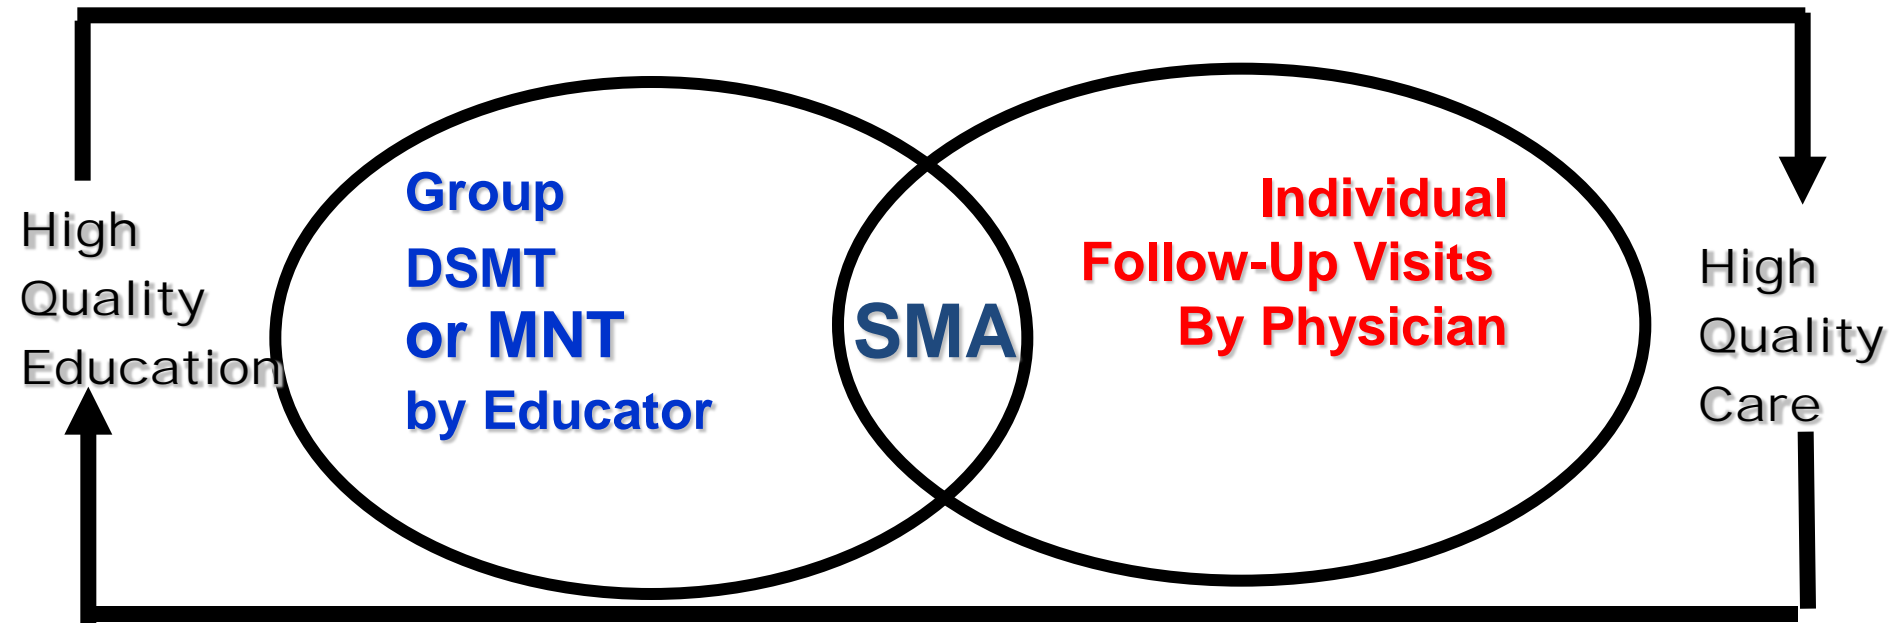 High
Quality
Education
Group
DSMT
or MNT
by Educator
SMA
Individual
Follow-Up Visits
By Physician
High
Quality
Care